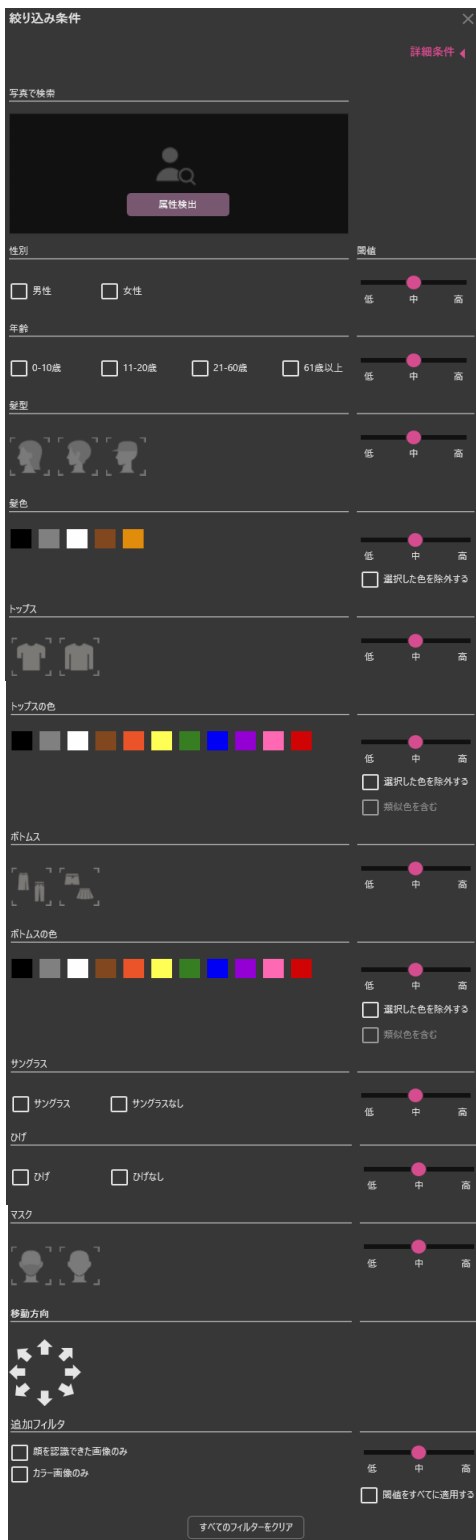 絞り込み条件
詳細条件
写真で検索
属性検出
性別
閾値
男性
女性
低 中 高
年齢
0-10歳
11-20歳
21-60歳
61歳以上
低 中 高
髪型
低 中 高
髪色
低 中 高
選択した色を除外する
トップス
低 中 高
トップスの色
低 中 高
選択した色を除外する
類似色を含む
ボトムス
低 中 高
ボトムスの色
低 中 高
選択した色を除外する
類似色を含む
サングラス
サングラス
サングラスなし
低 中 高
ひげ
ひげ
ひげなし
低 中 高
マスク
低 中 高
移動方向
追加フィルタ
顔を認識できた画像のみ
カラー画像のみ
低 中 高
閾値をすべてに適用する
すべてのフィルターをクリア